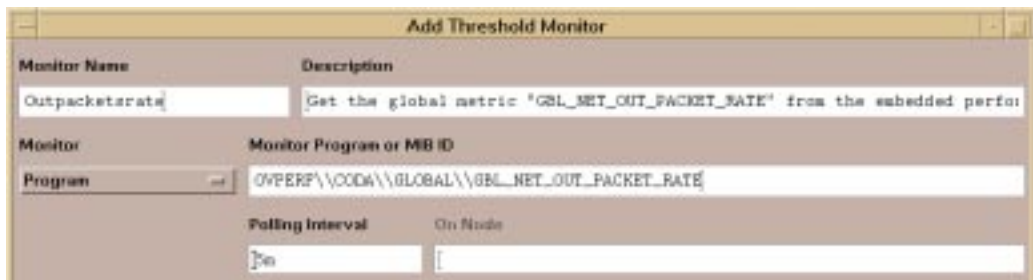 Add Threshold Monitor
Monitor Name Description
Outpacketsrate Get the global metric "GBL_NET_OUT_PACKET_RATE" from the embedded perfo
Monitor Monitor Program or MIB ID
Program OVPERF\\CODA\\GLOBAL\\GBL_NET_OUT_PACKET_RATE
Polling Interval On Node
5m